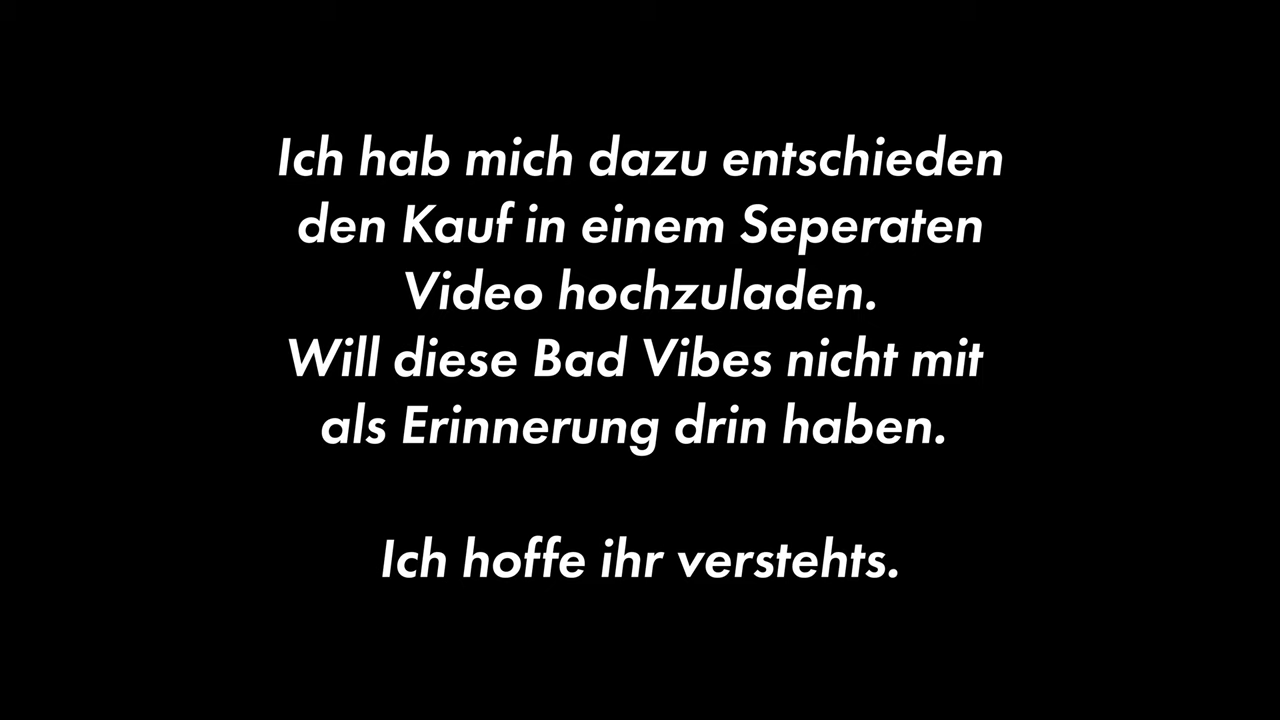 Ich hab mich dazu entschieden
den Kauf in einem Seperaten
Video hochzuladen.
Will diese Bad Vibes nicht mit
als Erinnerung drin haben.
Ich hoffe ihr verstehts.